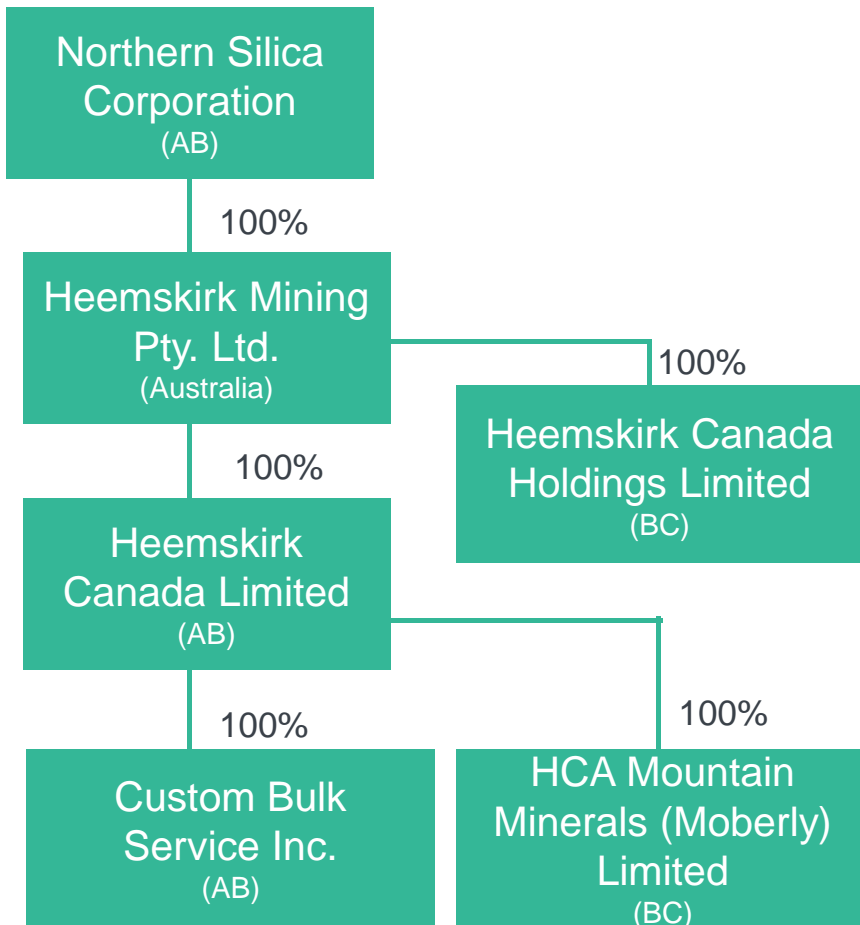 Northern Silica
Corporation
(AB)
100%
Heemskirk Mining
Pty. Ltd.
(Australia)
100%
Heemskirk Canada
Holdings Limited
(BC)
100%
Heemskirk
Canada Limited
(AB)
100%
Custom Bulk
Service Inc.
(AB)
100%
HCA Mountain
Minerals (Moberly)
Limited
(BC)